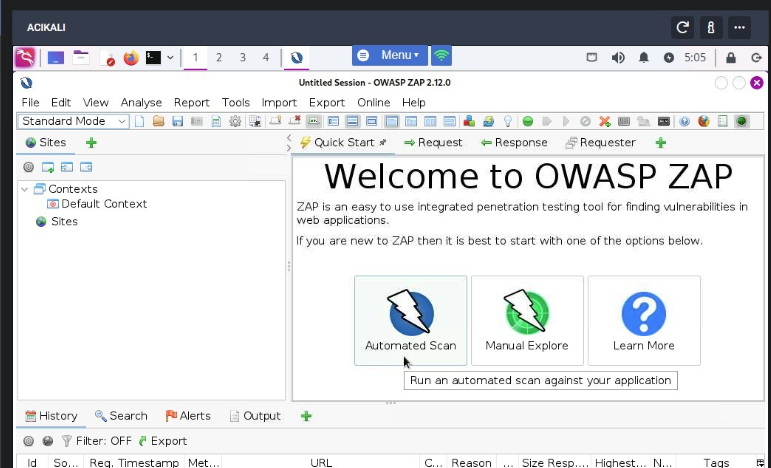 ACIKALI
1 2 3 4 Menu 5:05
Untitled Session - OWASP ZAP 2.12.0
File Edit View Analyse Report Tools Import Export Online Help
Standard Mode
Sites
Quick Start Request Response Requester
Contexts
Default Context
Sites
Welcome to OWASP ZAP
ZAP is an easy to use integrated penetration testing tool for finding vulnerabilities in
web applications.
If you are new to ZAP then it is best to start with one of the options below.
Automated Scan Manual Explore Learn More
Run an automated scan against your application
History Search Alerts Output
Filter: OFF Export
Id So... Req. Timestamp Met... URL C... Reason ... Size Resp.... Highest... N... Tags